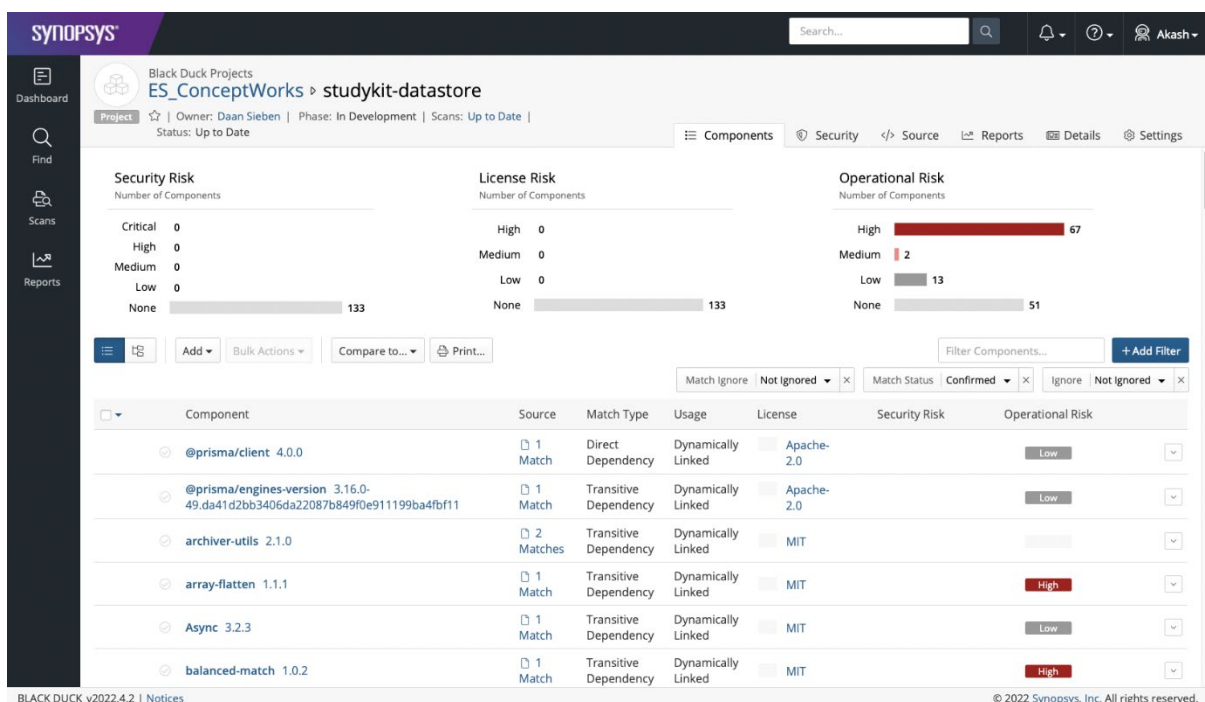 SYNOPSYS®
Search...
Akash
Dashboard
Find
Scans
Reports
Black Duck Projects
ES_ConceptWorks ▹ studykit-datastore
Project | Owner: Daan Sieben | Phase: In Development | Scans: Up to Date |
Status: Up to Date
Components Security </> Source Reports Details Settings
Security Risk
Number of Components
Critical 0
High 0
Medium 0
Low 0
None 133
License Risk
Number of Components
High 0
Medium 0
Low 0
None 133
Operational Risk
Number of Components
High 67
Medium 2
Low 13
None 51
Add Bulk Actions Compare to... Print... Filter Components... +Add Filter
Match Ignore Not Ignored × Match Status Confirmed × Ignore Not Ignored ×
Component Source Match Type Usage License Security Risk Operational Risk
@prisma/client 4.0.0 1 Match Direct Dependency Dynamically Linked Apache-2.0 Low
@prisma/engines-version 3.16.0-49.da41d2bb3406da22087b849f0e911199ba4fbf11 1 Match Transitive Dependency Dynamically Linked Apache-2.0 Low
archiver-utils 2.1.0 2 Matches Transitive Dependency Dynamically Linked MIT
array-flatten 1.1.1 1 Match Transitive Dependency Dynamically Linked MIT High
Async 3.2.3 1 Match Transitive Dependency Dynamically Linked MIT Low
balanced-match 1.0.2 1 Match Transitive Dependency Dynamically Linked MIT High
BLACK DUCK v2022.4.2 | Notices
© 2022 Synopsys, Inc. All rights reserved.